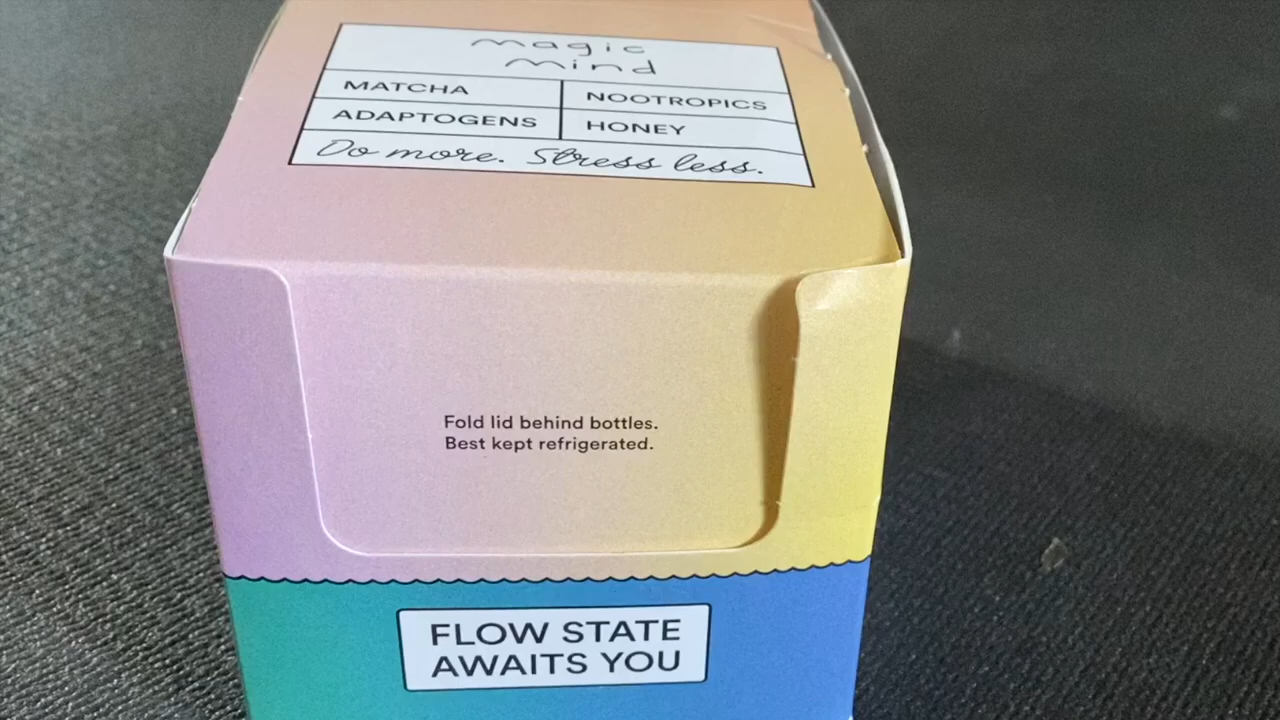 magic
mind
MATCHA
NOOTROPICS
ADAPTOGENS
HONEY
Do more. Stress less.
Fold lid behind bottles.
Best kept refrigerated.
FLOW STATE
AWAITS YOU